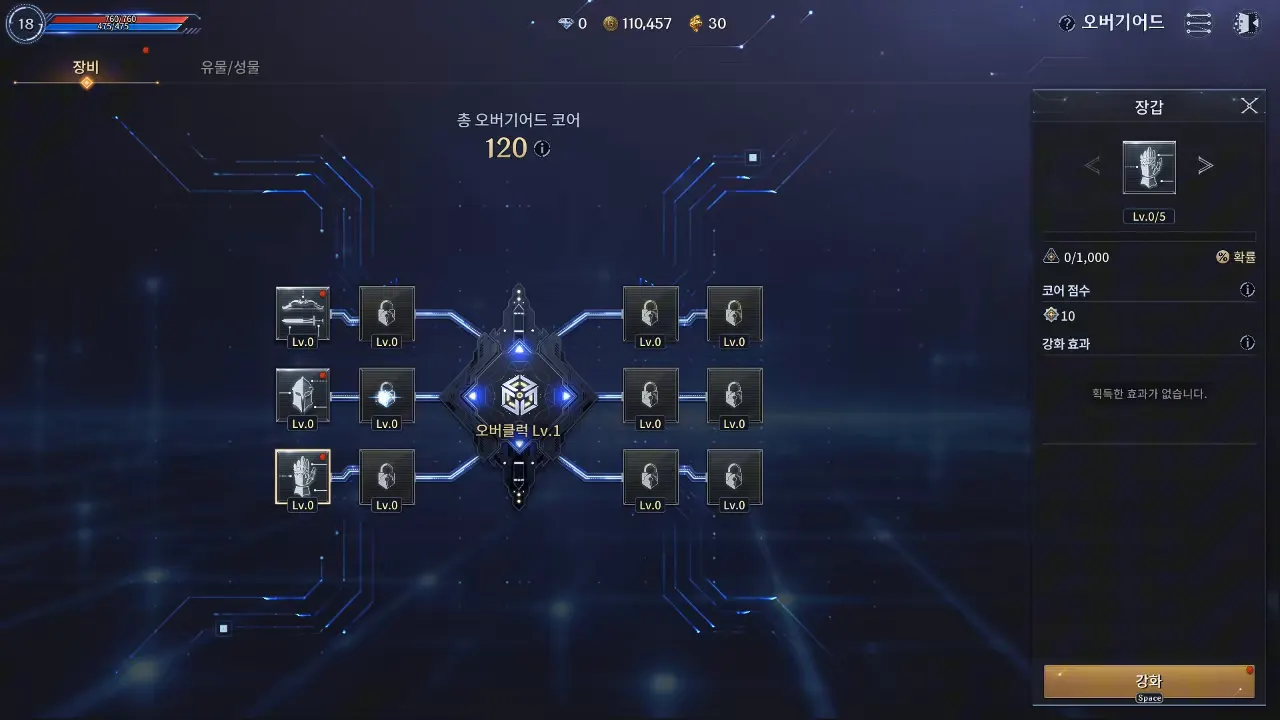 18
760/760
475/475
0
110,457
30
오버기어드
장비
유물/성물
총 오버기어드 코어
120
Lv.0
Lv.0
Lv.0
Lv.0
Lv.0
Lv.0
Lv.0
Lv.0
오버클럭 Lv.1
Lv.0
Lv.0
Lv.0
Lv.0
장갑
Lv.0/5
0/1,000
확률
코어 점수
10
강화 효과
획득한 효과가 없습니다.
강화
Space